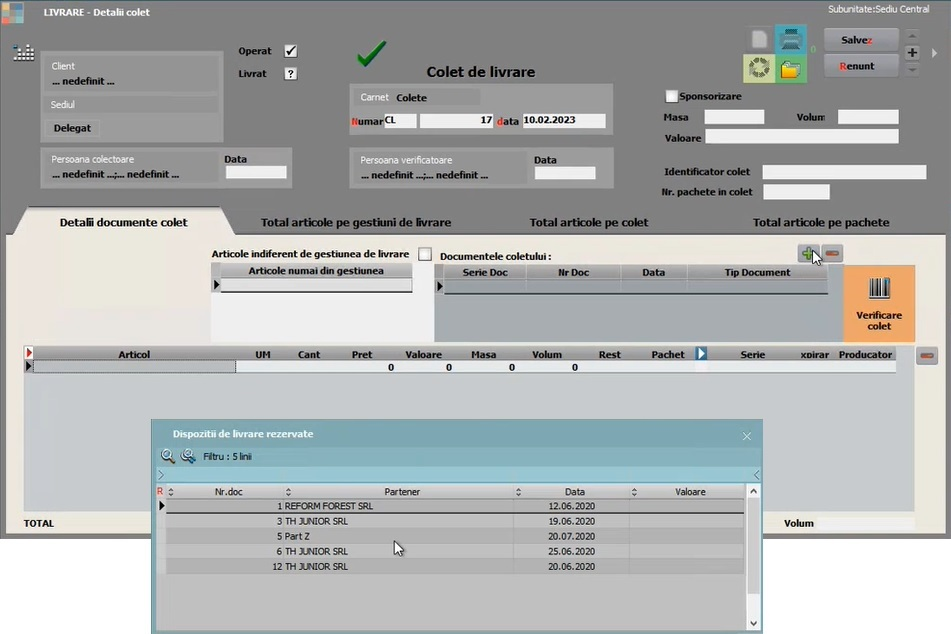 LIVRARE - Detalii colet
Subunitate:Sediu Central
Client
... nedefinit ...
Sediul
Delegat
Operat
Livrat ?
Colet de livrare
Carnet Colete
Numar CL 17 data 10.02.2023
Salvez
Renunt
0
Sponsorizare
Masa Volum
Valoare
Persoana colectoare Data
... nedefinit ...;... nedefinit ...
Persoana verificatoare Data
... nedefinit ...;... nedefinit ...
Identificator colet
Nr. pachete in colet
Detalii documente colet Total articole pe gestiuni de livrare Total articole pe colet Total articole pe pachete
Articole indiferent de gestiunea de livrare Documentele coletului :
Articole numai din gestiunea Serie Doc Nr Doc Data Tip Document
Verificare
colet
Articol UM Cant Pret Valoare Masa Volum Rest Pachet Serie xpirar Producator
0 0 0 0
Dispozitii de livrare rezervate
Filtru : 5 linii
R Nr.doc Partener Data Valoare
1 REFORM FOREST SRL 12.06.2020
3 TH JUNIOR SRL 19.06.2020
5 Part Z 20.07.2020
6 TH JUNIOR SRL 25.06.2020
12 TH JUNIOR SRL 20.06.2020
TOTAL Volum